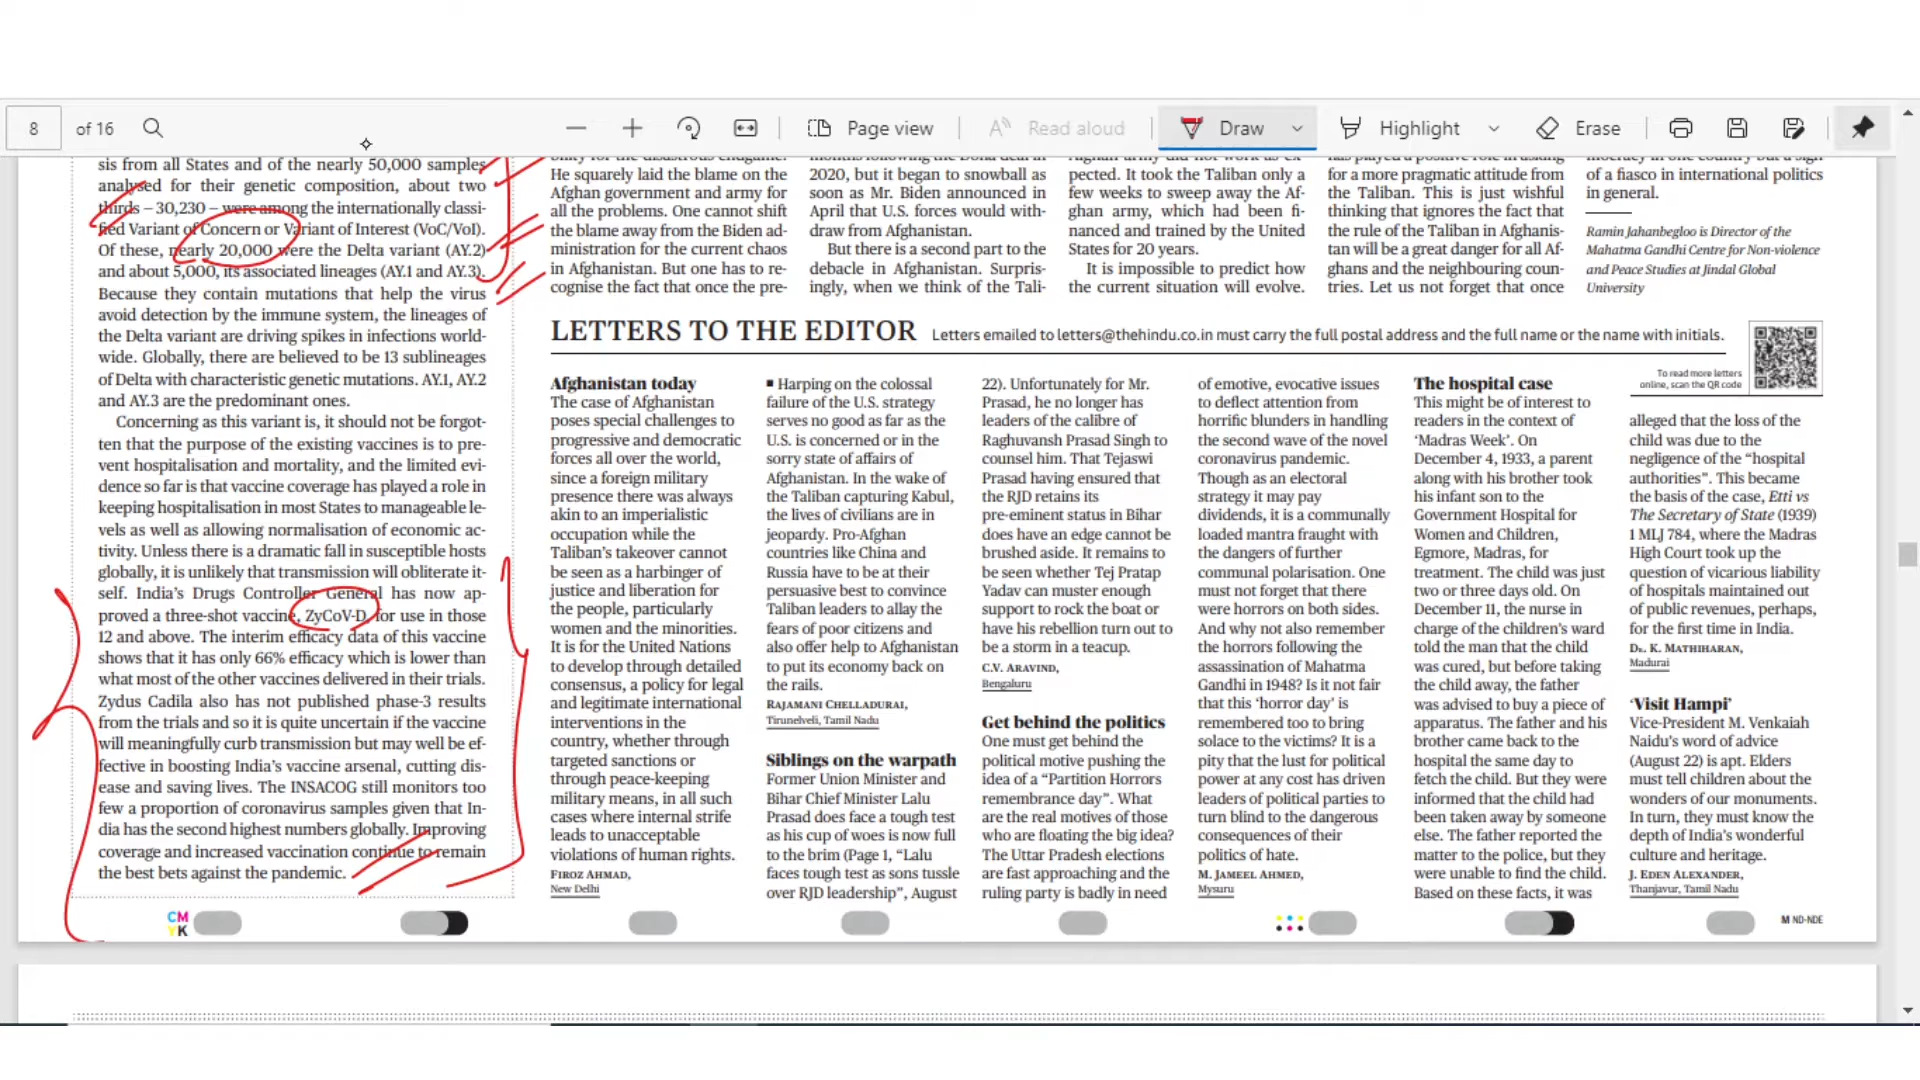 8 of 16 Page view Read aloud Draw Highlight Erase
sis from all States and of the nearly 50,000 samples
analysed for their genetic composition, about two
thirds – 30,230 – were among the internationally classi-
fied Variant of Concern or Variant of Interest (VoC/VoI).
Of these, nearly 20,000 were the Delta variant (AY.2)
and about 5,000, its associated lineages (AY.1 and AY.3).
Because they contain mutations that help the virus
avoid detection by the immune system, the lineages of
the Delta variant are driving spikes in infections world-
wide. Globally, there are believed to be 13 sublineages
of Delta with characteristic genetic mutations. AY.1, AY.2
and AY.3 are the predominant ones.
Concerning as this variant is, it should not be forgot-
ten that the purpose of the existing vaccines is to pre-
vent hospitalisation and mortality, and the limited evi-
dence so far is that vaccine coverage has played a role in
keeping hospitalisation in most States to manageable le-
vels as well as allowing normalisation of economic ac-
tivity. Unless there is a dramatic fall in susceptible hosts
globally, it is unlikely that transmission will obliterate it-
self. India's Drugs Controller General has now ap-
proved a three-shot vaccine, ZyCoV-D, for use in those
12 and above. The interim efficacy data of this vaccine
shows that it has only 66% efficacy which is lower than
what most of the other vaccines delivered in their trials.
Zydus Cadila also has not published phase-3 results
from the trials and so it is quite uncertain if the vaccine
will meaningfully curb transmission but may well be ef-
fective in boosting India's vaccine arsenal, cutting dis-
ease and saving lives. The INSACOG still monitors too
few a proportion of coronavirus samples given that In-
dia has the second highest numbers globally. Improving
coverage and increased vaccination continue to remain
the best bets against the pandemic.
bility for the disastrous endgame.
He squarely laid the blame on the
Afghan government and army for
all the problems. One cannot shift
the blame away from the Biden ad-
ministration for the current chaos
in Afghanistan. But one has to re-
cognise the fact that once the pre-
months following the Doha deal in
2020, but it began to snowball as
soon as Mr. Biden announced in
April that U.S. forces would with-
draw from Afghanistan.
But there is a second part to the
debacle in Afghanistan. Surpris-
ingly, when we think of the Tali-
Afghan army did not work as ex-
pected. It took the Taliban only a
few weeks to sweep away the Af-
ghan army, which had been fi-
nanced and trained by the United
States for 20 years.
It is impossible to predict how
the current situation will evolve.
has played a positive role in asking
for a more pragmatic attitude from
the Taliban. This is just wishful
thinking that ignores the fact that
the rule of the Taliban in Afghanis-
tan will be a great danger for all Af-
ghans and the neighbouring coun-
tries. Let us not forget that once
mocracy in one country but a sign
of a fiasco in international politics
in general.
Ramin Jahanbegloo is Director of the
Mahatma Gandhi Centre for Non-violence
and Peace Studies at Jindal Global
University
LETTERS TO THE EDITOR Letters emailed to letters@thehindu.co.in must carry the full postal address and the full name or the name with initials.
To read more letters
online, scan the QR code
Afghanistan today
The case of Afghanistan
poses special challenges to
progressive and democratic
forces all over the world,
since a foreign military
presence there was always
akin to an imperialistic
occupation while the
Taliban's takeover cannot
be seen as a harbinger of
justice and liberation for
the people, particularly
women and the minorities.
It is for the United Nations
to develop through detailed
consensus, a policy for legal
and legitimate international
interventions in the
country, whether through
targeted sanctions or
through peace-keeping
military means, in all such
cases where internal strife
leads to unacceptable
violations of human rights.
FIROZ AHMAD,
New Delhi
■ Harping on the colossal
failure of the U.S. strategy
serves no good as far as the
U.S. is concerned or in the
sorry state of affairs of
Afghanistan. In the wake of
the Taliban capturing Kabul,
the lives of civilians are in
jeopardy. Pro-Afghan
countries like China and
Russia have to be at their
persuasive best to convince
Taliban leaders to allay the
fears of poor citizens and
also offer help to Afghanistan
to put its economy back on
the rails.
RAJAMANI CHELLADURAI,
Tirunelveli, Tamil Nadu
Siblings on the warpath
Former Union Minister and
Bihar Chief Minister Lalu
Prasad does face a tough test
as his cup of woes is now full
to the brim (Page 1, “Lalu
faces tough test as sons tussle
over RJD leadership”, August
22). Unfortunately for Mr.
Prasad, he no longer has
leaders of the calibre of
Raghuvansh Prasad Singh to
counsel him. That Tejaswi
Prasad having ensured that
the RJD retains its
pre-eminent status in Bihar
does have an edge cannot be
brushed aside. It remains to
be seen whether Tej Pratap
Yadav can muster enough
support to rock the boat or
have his rebellion turn out to
be a storm in a teacup.
C.V. ARAVIND,
Bengaluru
Get behind the politics
One must get behind the
political motive pushing the
idea of a “Partition Horrors
remembrance day”. What
are the real motives of those
who are floating the big idea?
The Uttar Pradesh elections
are fast approaching and the
ruling party is badly in need
of emotive, evocative issues
to deflect attention from
horrific blunders in handling
the second wave of the novel
coronavirus pandemic.
Though as an electoral
strategy it may pay
dividends, it is a communally
loaded mantra fraught with
the dangers of further
communal polarisation. One
must not forget that there
were horrors on both sides.
And why not also remember
the horrors following the
assassination of Mahatma
Gandhi in 1948? Is it not fair
that this ‘horror day’ is
remembered too to bring
solace to the victims? It is a
pity that the lust for political
power at any cost has driven
leaders of political parties to
turn blind to the dangerous
consequences of their
politics of hate.
M. JAMEEL AHMED,
Mysuru
The hospital case
This might be of interest to
readers in the context of
‘Madras Week’. On
December 4, 1933, a parent
along with his brother took
his infant son to the
Government Hospital for
Women and Children,
Egmore, Madras, for
treatment. The child was just
two or three days old. On
December 11, the nurse in
charge of the children's ward
told the man that the child
was cured, but before taking
the child away, the father
was advised to buy a piece of
apparatus. The father and his
brother came back to the
hospital the same day to
fetch the child. But they were
informed that the child had
been taken away by someone
else. The father reported the
matter to the police, but they
were unable to find the child.
Based on these facts, it was
alleged that the loss of the
child was due to the
negligence of the “hospital
authorities”. This became
the basis of the case, Etti vs
The Secretary of State (1939)
1 MLJ 784, where the Madras
High Court took up the
question of vicarious liability
of hospitals maintained out
of public revenues, perhaps,
for the first time in India.
DR. K. MATHIHARAN,
Madurai
‘Visit Hampi’
Vice-President M. Venkaiah
Naidu's word of advice
(August 22) is apt. Elders
must tell children about the
wonders of our monuments.
In turn, they must know the
depth of India's wonderful
culture and heritage.
J. EDEN ALEXANDER,
Thanjavur, Tamil Nadu
CM
YK
M ND-NDE